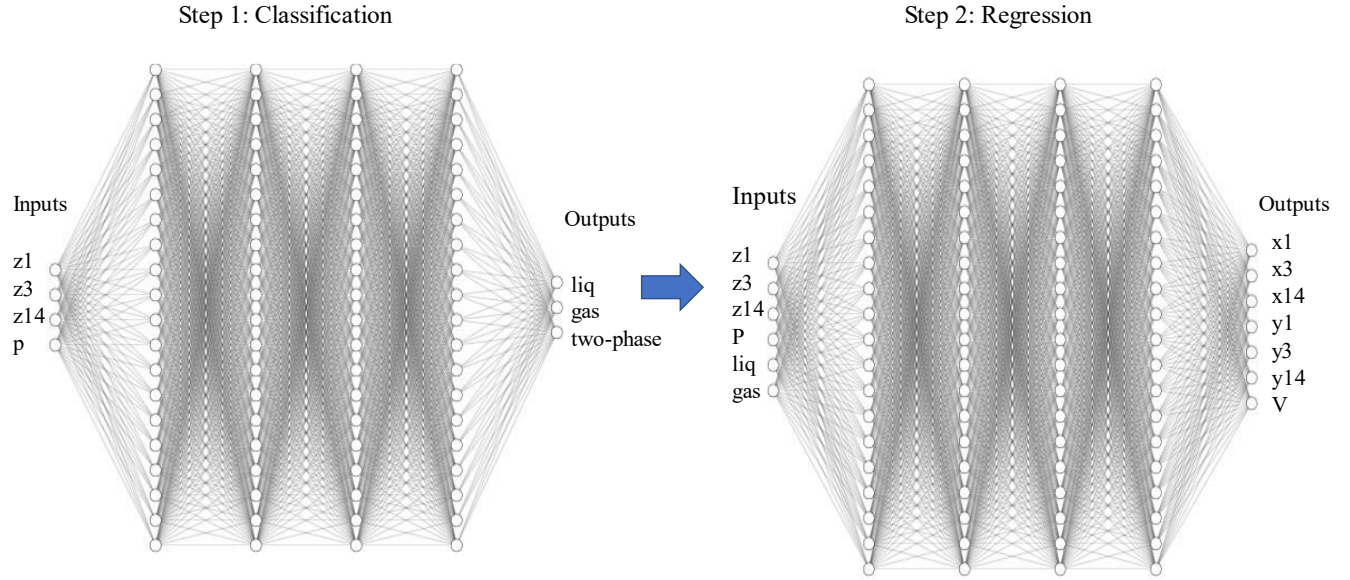 Step 1: Classification
Inputs
z1
z3
z14
p
Outputs
liq
gas
two-phase
Step 2: Regression
Inputs
z1
z3
z14
P
liq
gas
Outputs
x1
x3
x14
y1
y3
y14
V